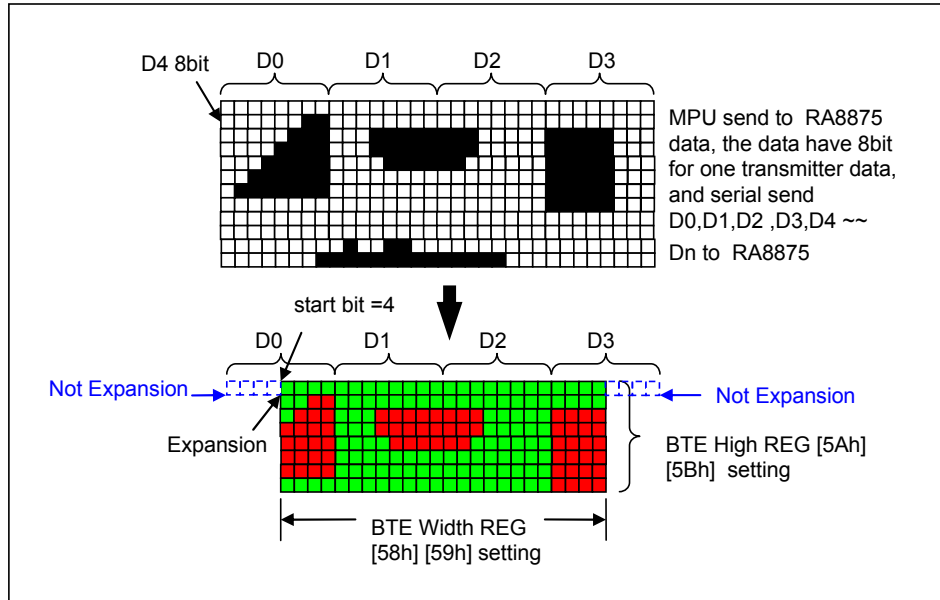 D0 D1 D2 D3
D4 8bit
MPU send to RA8875
data, the data have 8bit
for one transmitter data,
and serial send
D0,D1,D2 ,D3,D4 ~~
Dn to RA8875
start bit =4
D0 D1 D2 D3
Not Expansion
Not Expansion
Expansion
BTE High REG [5Ah]
[5Bh] setting
BTE Width REG
[58h] [59h] setting